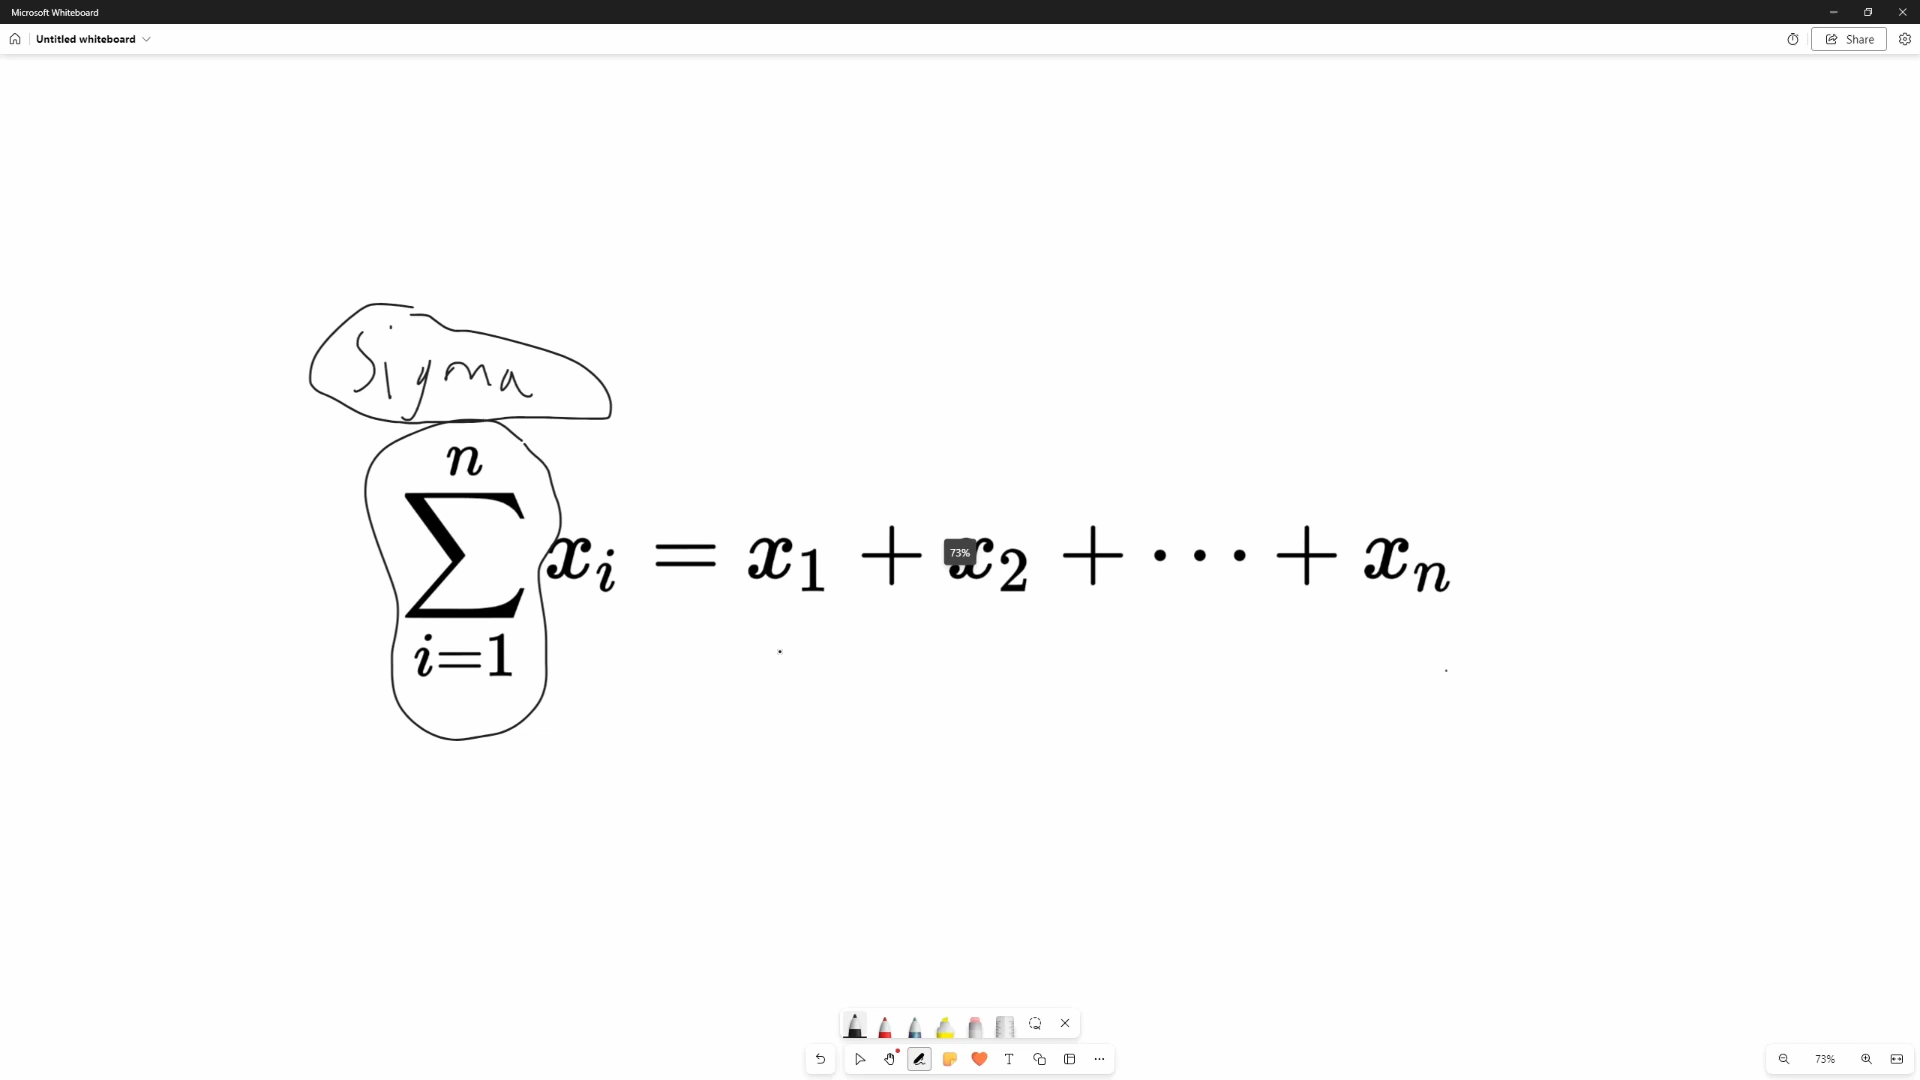 Microsoft Whiteboard
Untitled whiteboard
Share
Sigma
n
∑ xᵢ = x₁ + x₂ + ··· + xₙ
i=1
73%
T
73%